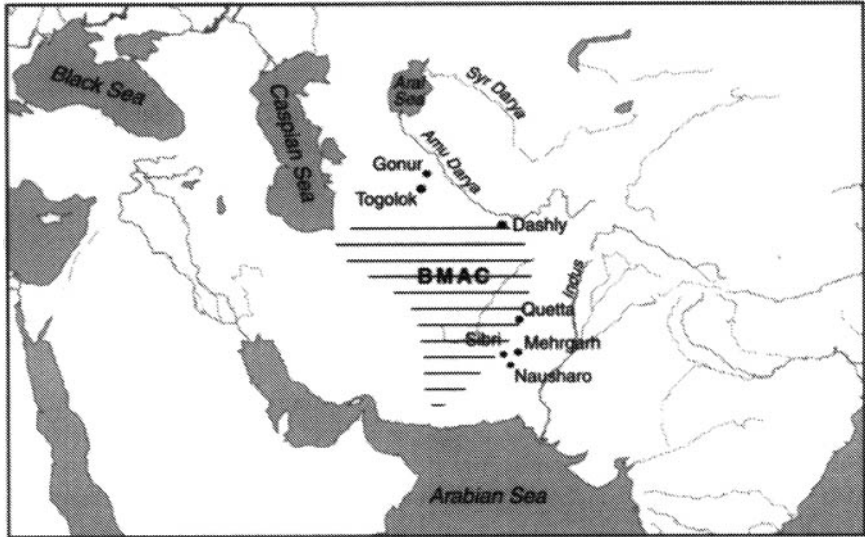 Black Sea
Caspian Sea
Aral
Sea
Syr Darya
Amu Darya
Gonur
Togolok
Dashly
BMAC
Indus
Quetta
Sibri
Mehrgarh
Nausharo
Arabian Sea